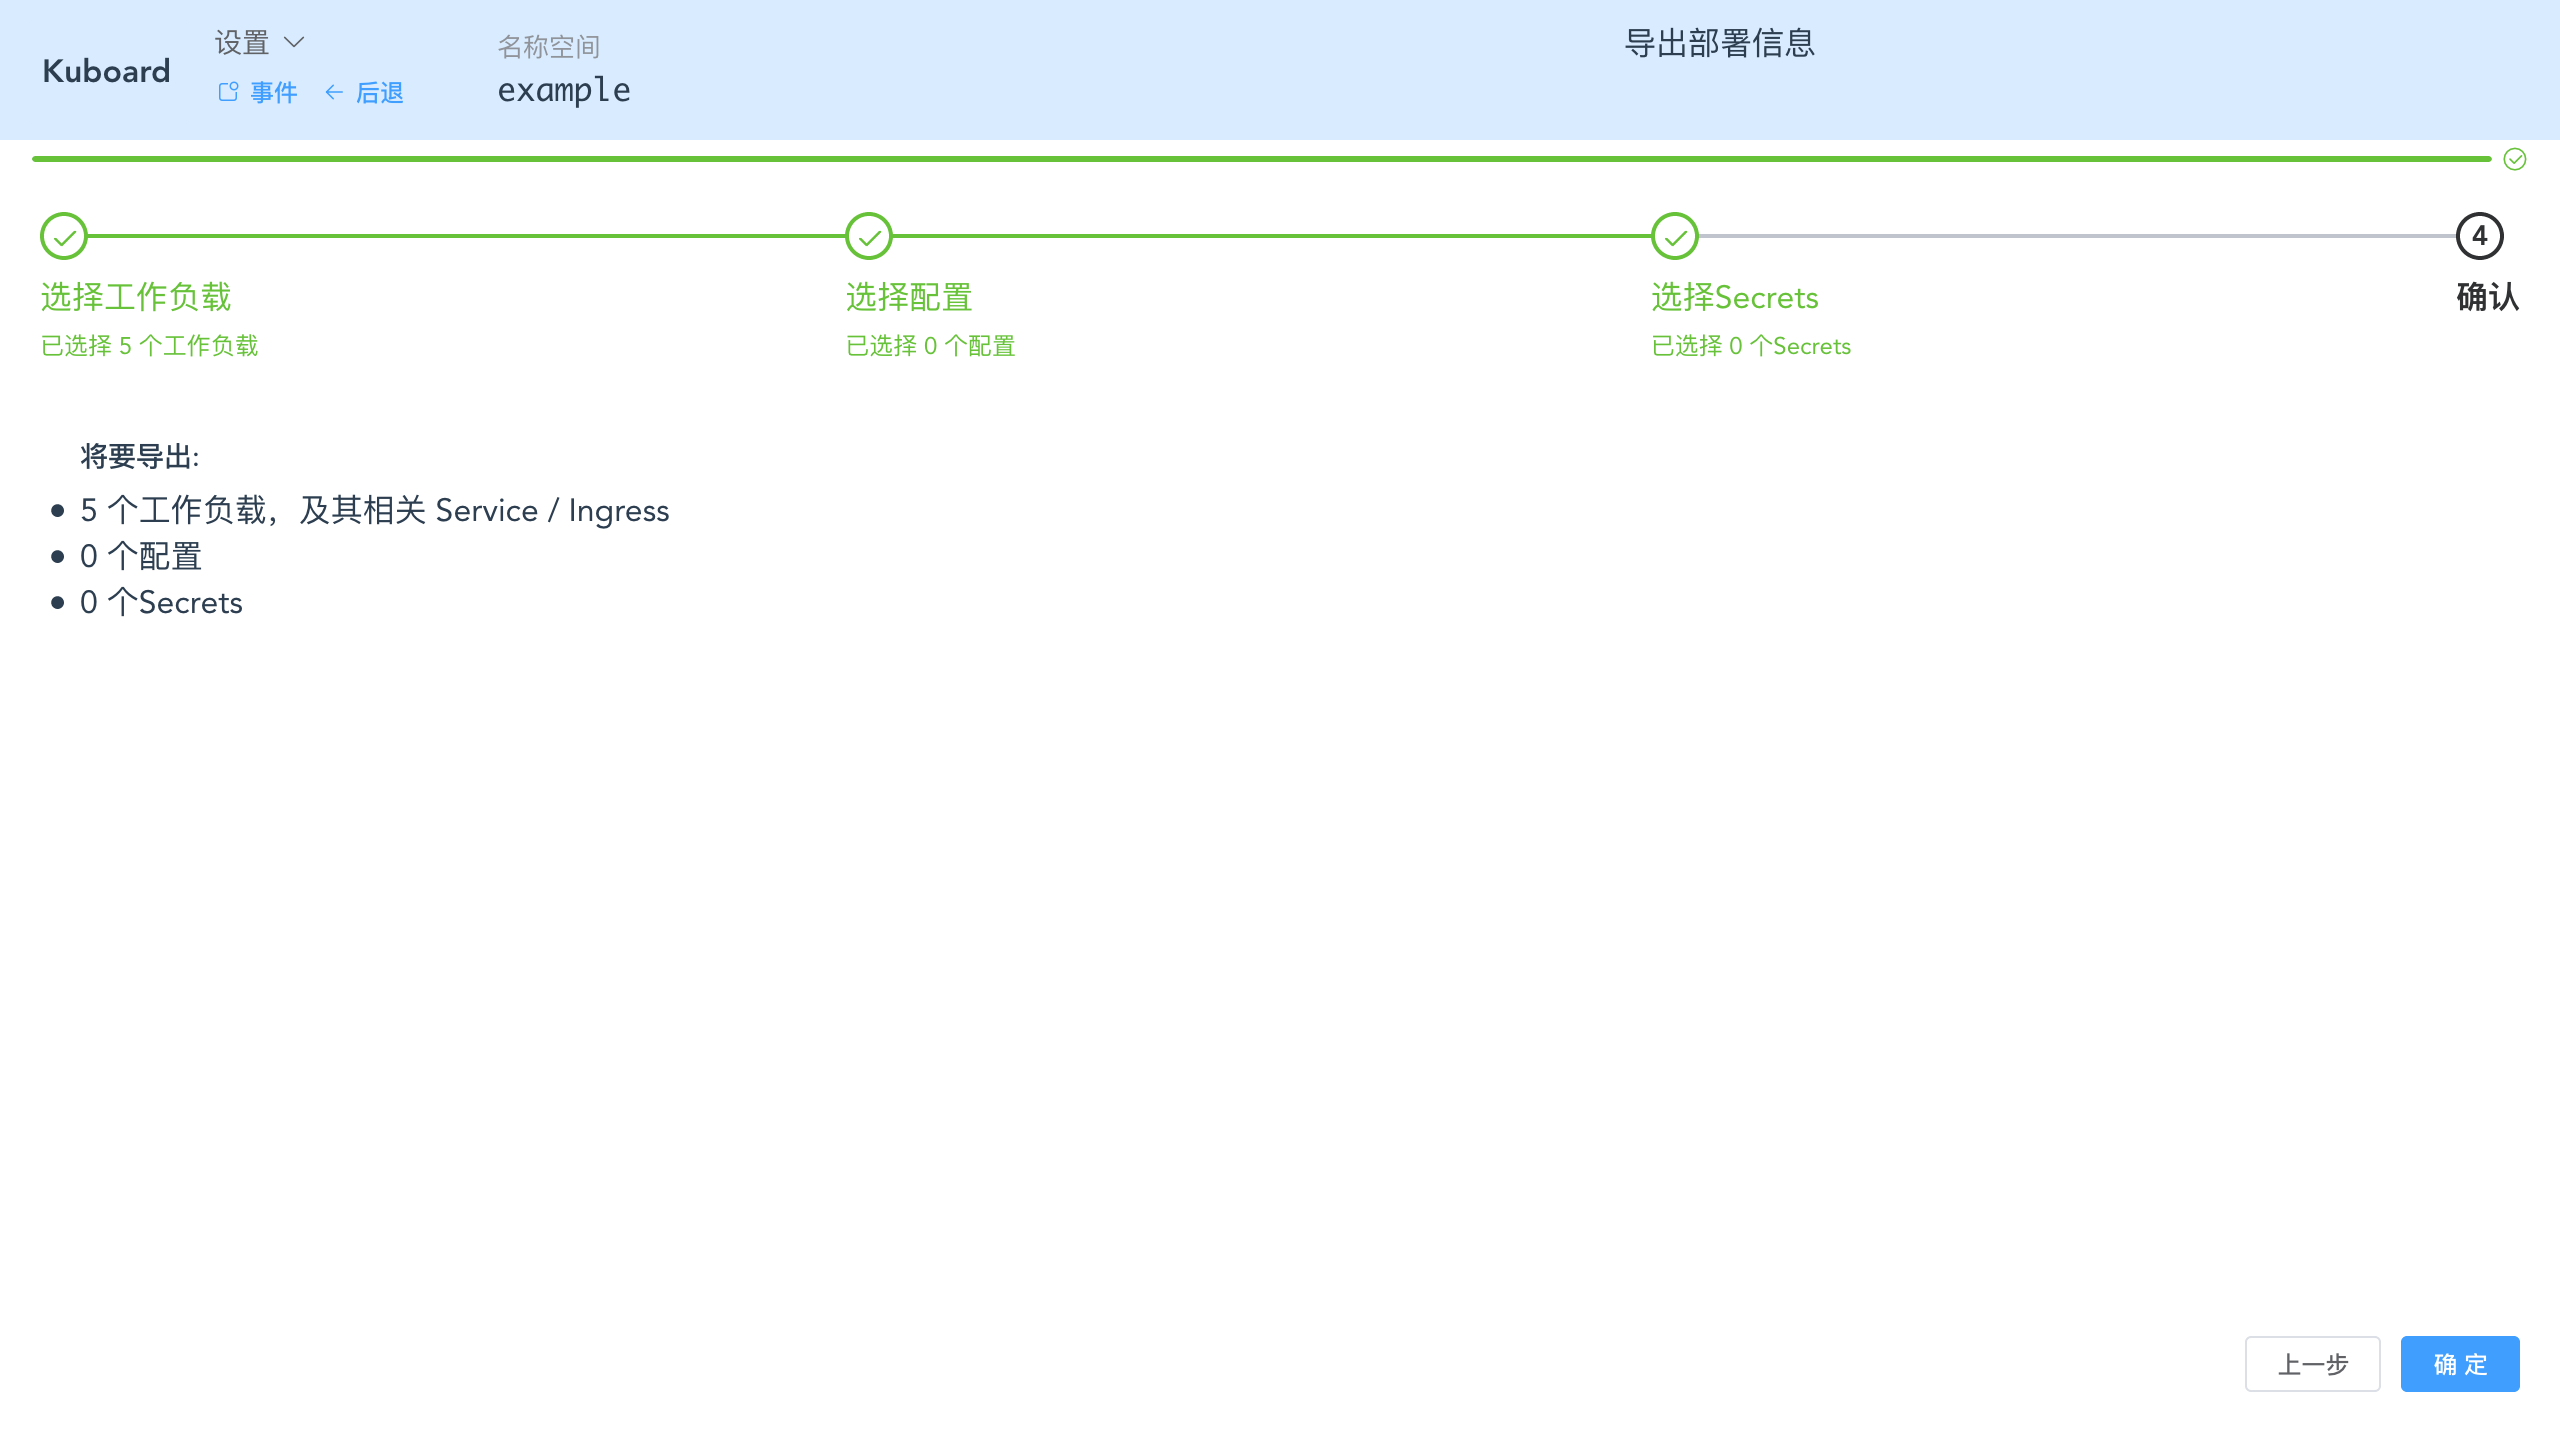 Kuboard
设置
事件
后退
名称空间
example
导出部署信息
4
选择工作负载
已选择 5 个工作负载
选择配置
已选择 0 个配置
选择Secrets
已选择 0 个Secrets
确认
将要导出:
5 个工作负载，及其相关 Service / Ingress
0 个配置
0 个Secrets
上一步
确 定